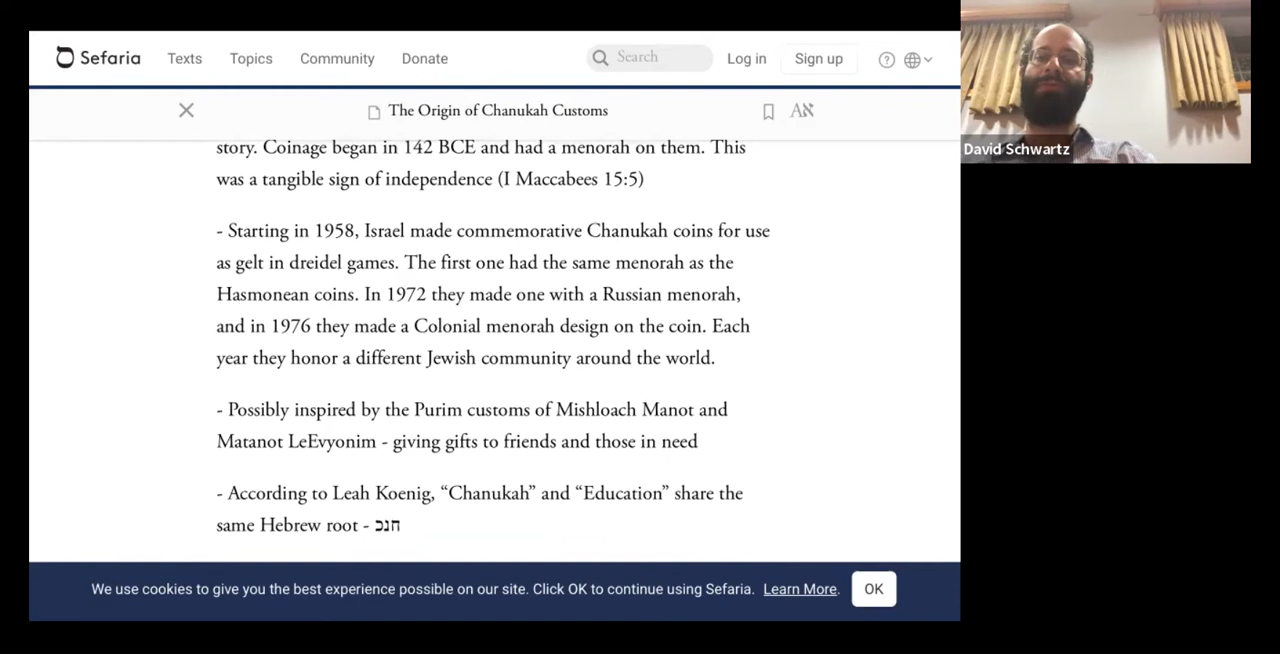 Sefaria Texts Topics Community Donate Search Log in Sign up
The Origin of Chanukah Customs Aא
David Schwartz
story. Coinage began in 142 BCE and had a menorah on them. This
was a tangible sign of independence (I Maccabees 15:5)
- Starting in 1958, Israel made commemorative Chanukah coins for use
as gelt in dreidel games. The first one had the same menorah as the
Hasmonean coins. In 1972 they made one with a Russian menorah,
and in 1976 they made a Colonial menorah design on the coin. Each
year they honor a different Jewish community around the world.
- Possibly inspired by the Purim customs of Mishloach Manot and
Matanot LeEvyonim - giving gifts to friends and those in need
- According to Leah Koenig, “Chanukah” and “Education” share the
same Hebrew root - חנכ
We use cookies to give you the best experience possible on our site. Click OK to continue using Sefaria. Learn More. OK